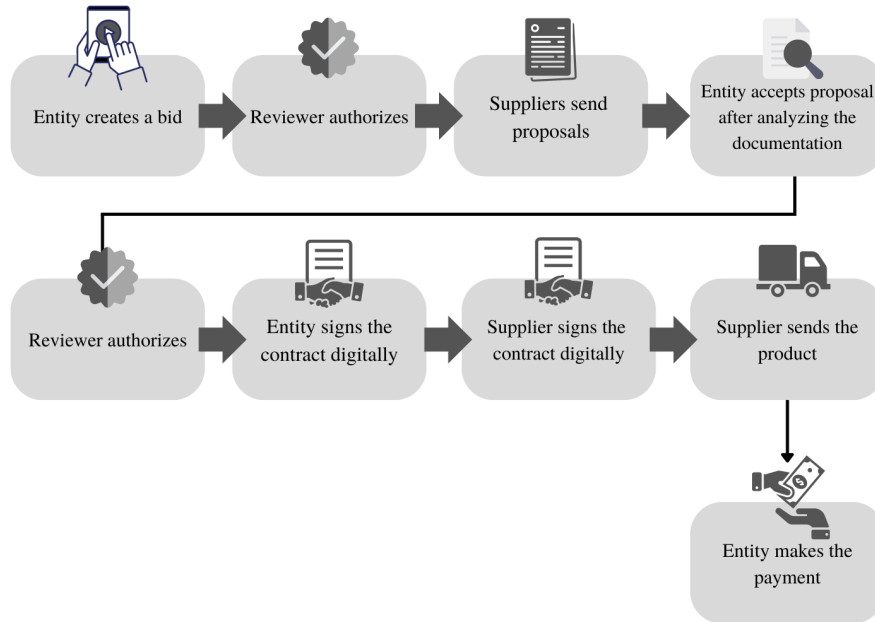 Entity creates a bid
Reviewer authorizes
Suppliers send
proposals
Entity accepts proposal
after analyzing the
documentation
Reviewer authorizes
Entity signs the
contract digitally
Supplier signs the
contract digitally
Supplier sends the
product
$
Entity makes the
payment